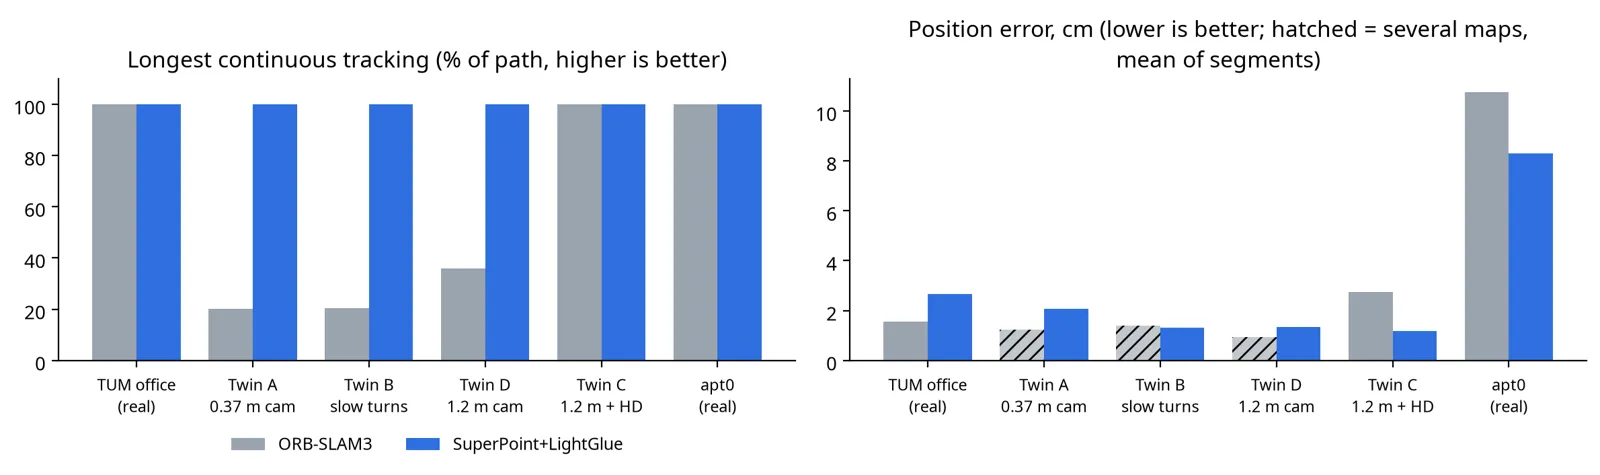 Longest continuous tracking (% of path, higher is better)
100
80
60
40
20
0
TUM office
(real)
Twin A
0.37 m cam
Twin B
slow turns
Twin D
1.2 m cam
Twin C
1.2 m + HD
apt0
(real)
ORB-SLAM3
SuperPoint+LightGlue
Position error, cm (lower is better; hatched = several maps,
mean of segments)
10
8
6
4
2
0
TUM office
(real)
Twin A
0.37 m cam
Twin B
slow turns
Twin D
1.2 m cam
Twin C
1.2 m + HD
apt0
(real)